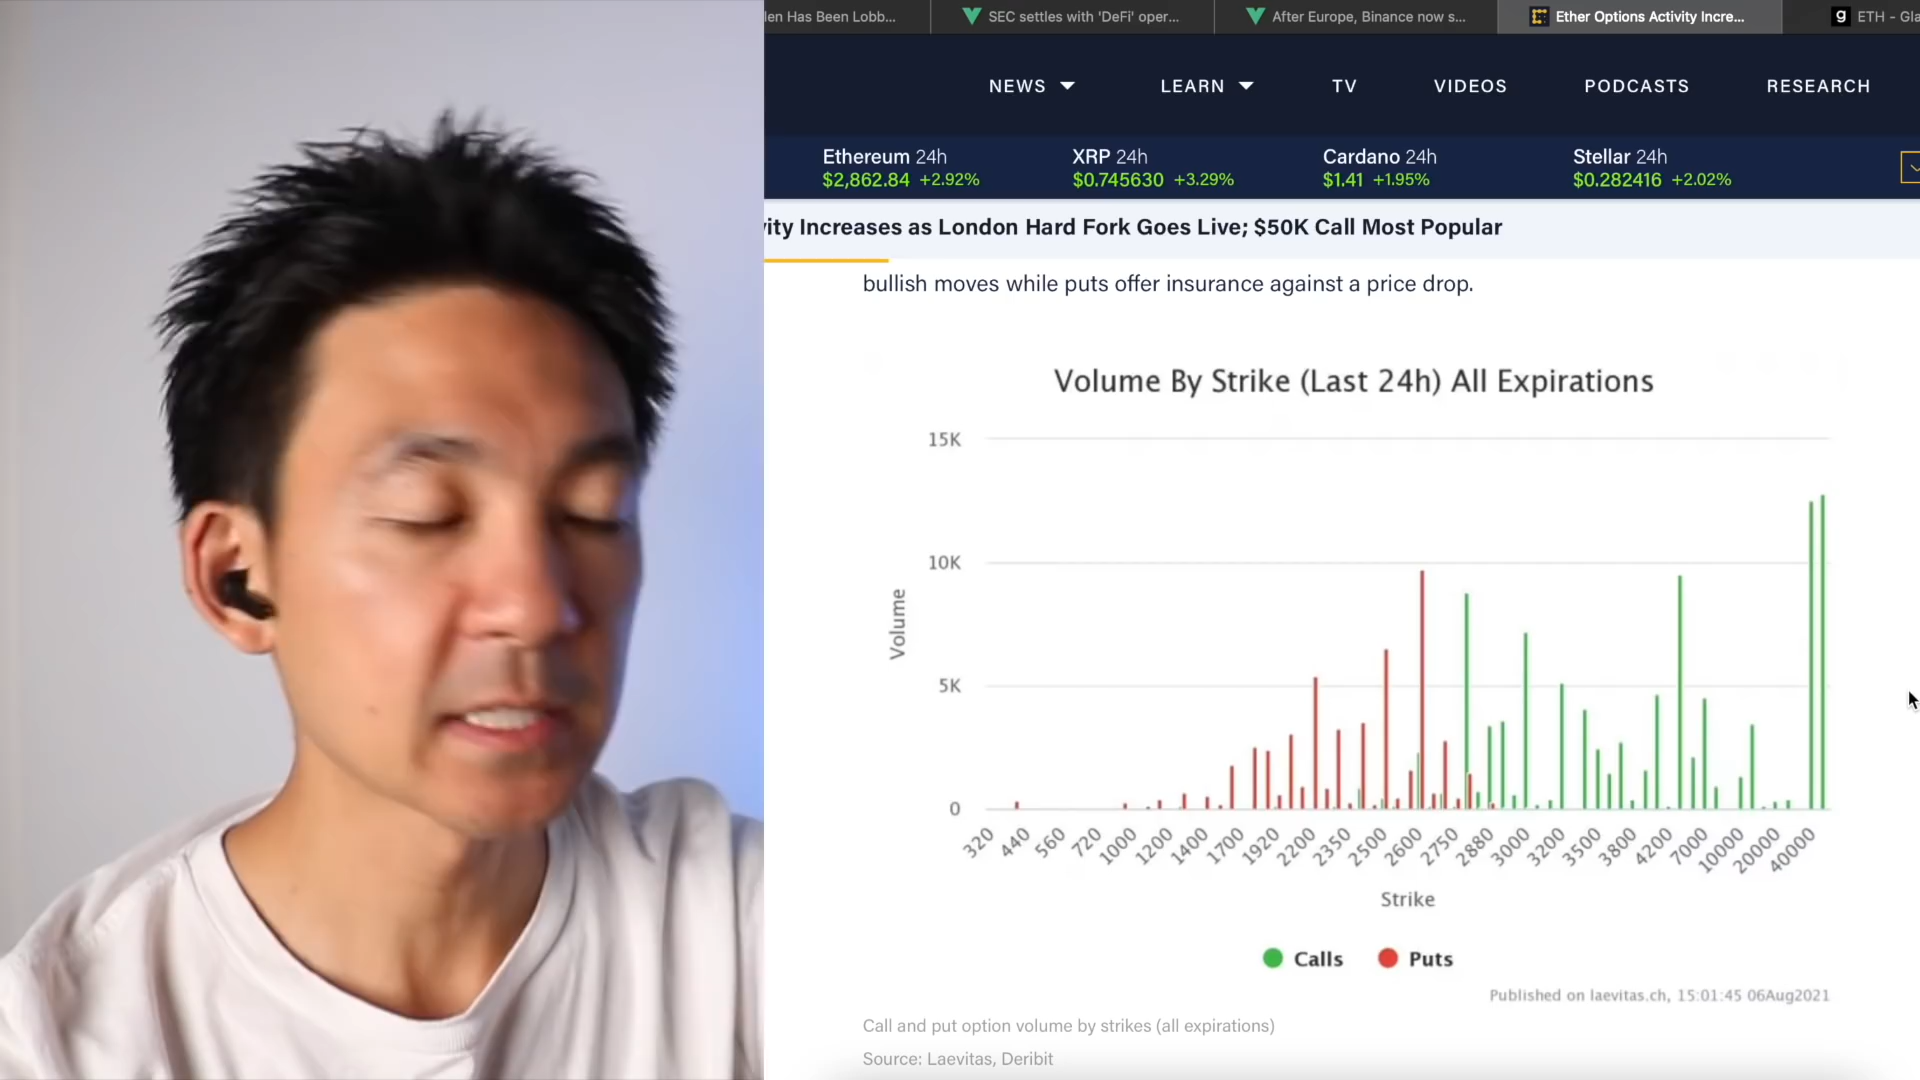 len Has Been Lobb...
SEC settles with 'DeFi' oper...
After Europe, Binance now s...
Ether Options Activity Incre...
g ETH - Gla
NEWS
LEARN
TV
VIDEOS
PODCASTS
RESEARCH
Ethereum 24h
$2,862.84 +2.92%
XRP 24h
$0.745630 +3.29%
Cardano 24h
$1.41 +1.95%
Stellar 24h
$0.282416 +2.02%
ity Increases as London Hard Fork Goes Live; $50K Call Most Popular
bullish moves while puts offer insurance against a price drop.
Volume By Strike (Last 24h) All Expirations
15K
10K
5K
0
Volume
320 440 560 720 1000 1200 1400 1700 1920 2200 2350 2500 2600 2750 2880 3000 3200 3500 3800 4200 7000 10000 20000 40000
Strike
Calls Puts
Published on laevitas.ch, 15:01:45 06Aug2021
Call and put option volume by strikes (all expirations)
Source: Laevitas, Deribit